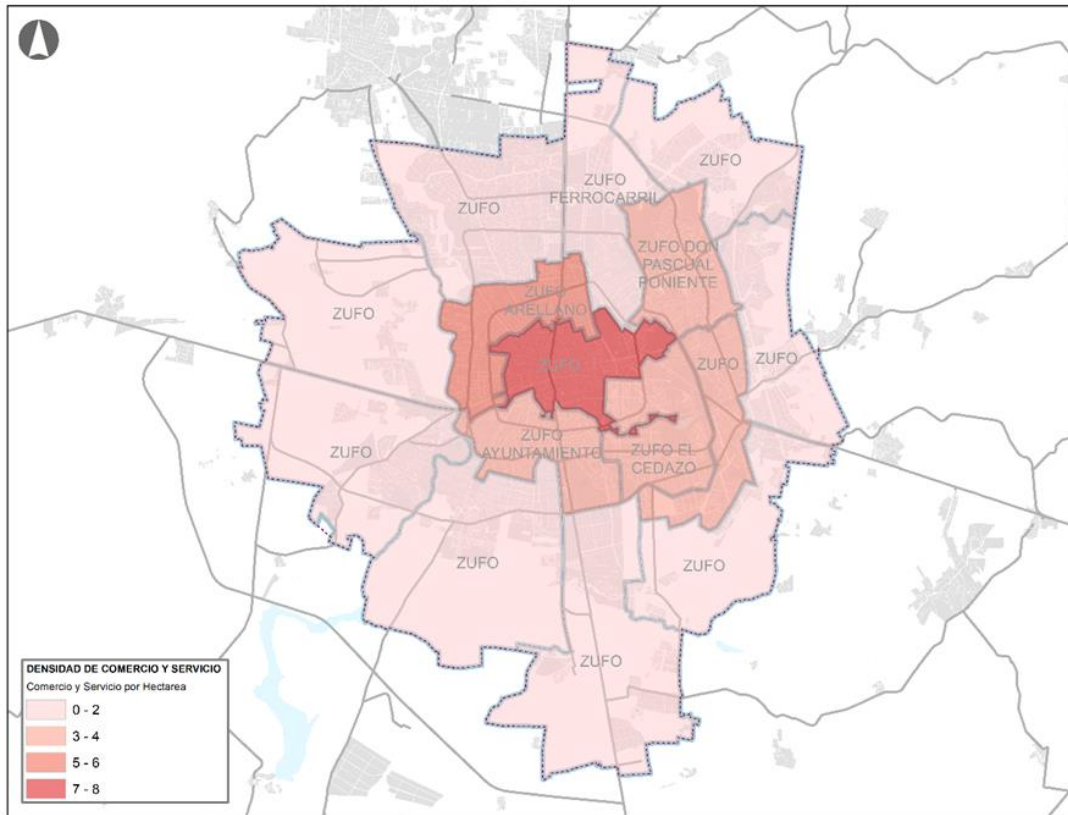 ZUFO
ZUFO
FERROCARRIL
ZUFO
ZUFO DON
PASCUAL
PONIENTE
ZUFO
ZUFO
ARELLANO
ZUFO
ZUFO
ZUFO
ZUFO
ZUFO
AYUNTAMIENTO
ZUFO EL
CEDAZO
ZUFO
ZUFO
ZUFO
DENSIDAD DE COMERCIO Y SERVICIO
Comercio y Servicio por Hectarea
0 - 2
3 - 4
5 - 6
7 - 8